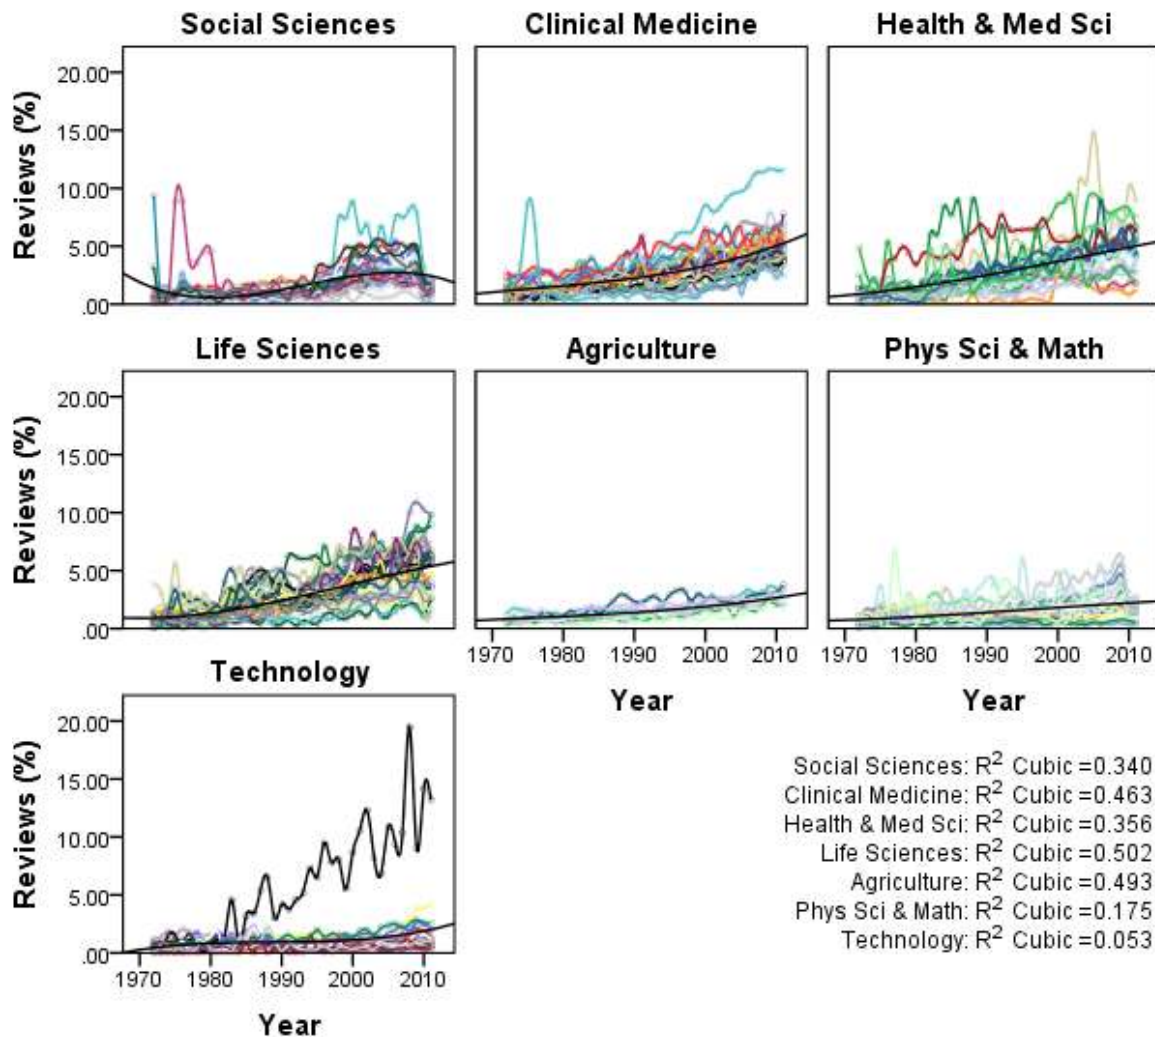 Social Sciences
Clinical Medicine
Health & Med Sci
Reviews (%)
20.00
15.00
10.00
5.00
.00
Life Sciences
Agriculture
Phys Sci & Math
Reviews (%)
20.00
15.00
10.00
5.00
.00
1970 1980 1990 2000 2010
1970 1980 1990 2000 2010
Year
Year
Technology
Reviews (%)
20.00
15.00
10.00
5.00
.00
1970 1980 1990 2000 2010
Year
Social Sciences: R² Cubic =0.340
Clinical Medicine: R² Cubic =0.463
Health & Med Sci: R² Cubic =0.356
Life Sciences: R² Cubic =0.502
Agriculture: R² Cubic =0.493
Phys Sci & Math: R² Cubic =0.175
Technology: R² Cubic =0.053